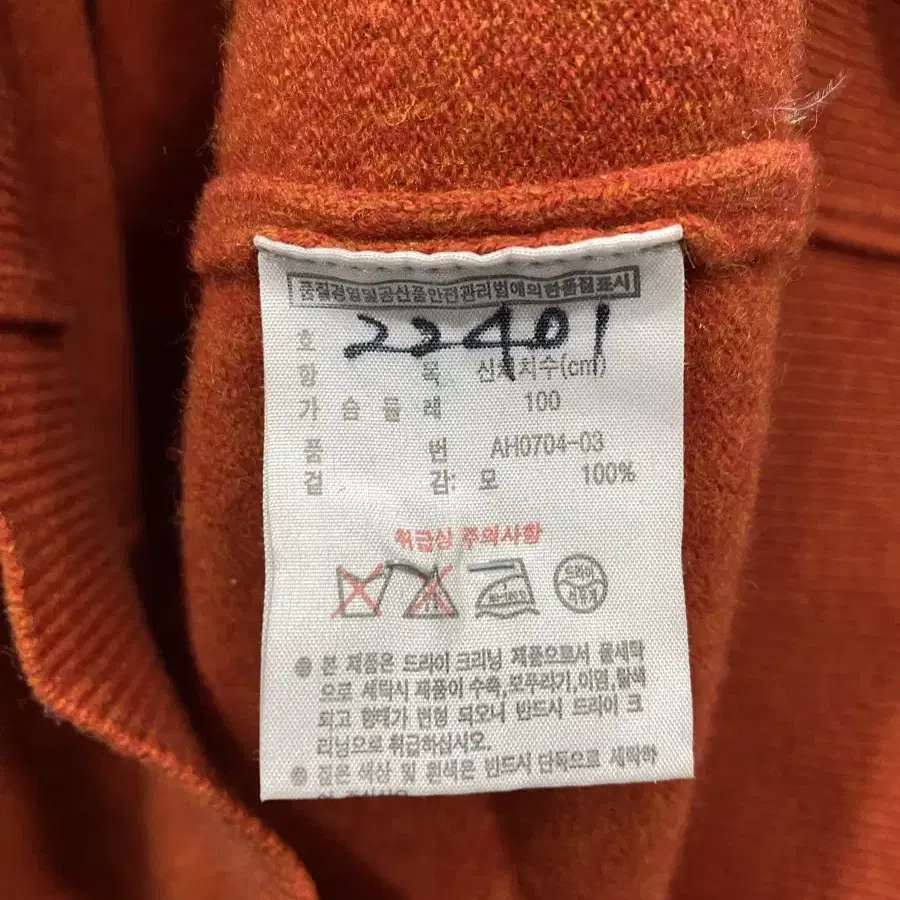 품질경영및공산품안전관리법에의한품질표시
22401
호
항 목 신체치수(cm)
가 슴 둘 레 100
품 번 AH0704-03
겉 감: 모 100%
취급상 주의사항
드라이
※ 본 제품은 드라이 크리닝 제품으로서 물세탁
으로 세탁시 제품이 수축,보푸리기,이염,탈색
되고 형태가 변형 되오니 반드시 드라이 크
리닝으로 취급하십시오.
※ 짙은 색상 및 흰색은 반드시 단독으로 세탁하